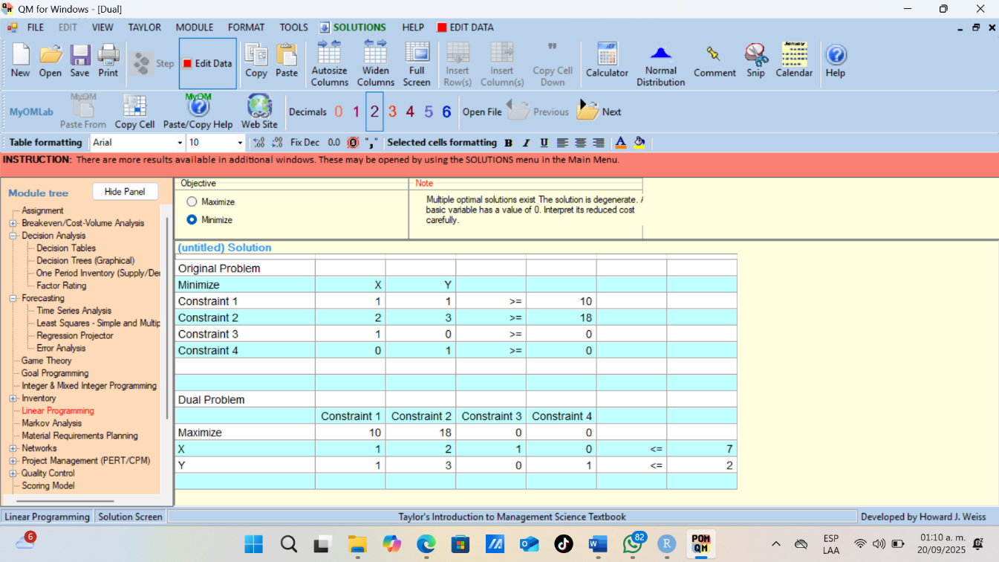 QM for Windows - [Dual]
FILE EDIT VIEW TAYLOR MODULE FORMAT TOOLS SOLUTIONS HELP EDIT DATA
New Open Save Print Step Edit Data Copy Paste Autosize Columns Widen Columns Full Screen Insert Row(s) Insert Column(s) Copy Cell Down Calculator Normal Distribution Comment Snip Calendar Help
MyOMLab Paste From Copy Cell Paste/Copy Help Web Site Decimals 0 1 2 3 4 5 6 Open File Previous Next
Table formatting Arial 10 Fix Dec 0.0 Selected cells formatting B I U A
INSTRUCTION: There are more results available in additional windows. These may be opened by using the SOLUTIONS menu in the Main Menu.
Module tree Hide Panel
Assignment
Breakeven/Cost-Volume Analysis
Decision Analysis
Decision Tables
Decision Trees (Graphical)
One Period Inventory (Supply/De
Factor Rating
Forecasting
Time Series Analysis
Least Squares - Simple and Multip
Regression Projector
Error Analysis
Game Theory
Goal Programming
Integer & Mixed Integer Programming
Inventory
Linear Programming
Markov Analysis
Material Requirements Planning
Networks
Project Management (PERT/CPM)
Quality Control
Scoring Model
Objective
Maximize
Minimize
Note
Multiple optimal solutions exist The solution is degenerate. A
basic variable has a value of 0. Interpret its reduced cost
carefully.
(untitled) Solution
Original Problem
Minimize X Y
Constraint 1 1 1 >= 10
Constraint 2 2 3 >= 18
Constraint 3 1 0 >= 0
Constraint 4 0 1 >= 0
Dual Problem
Constraint 1 Constraint 2 Constraint 3 Constraint 4
Maximize 10 18 0 0
X 1 2 1 0 <= 7
Y 1 3 0 1 <= 2
Linear Programming Solution Screen Taylor's Introduction to Management Science Textbook Developed by Howard J. Weiss
6
82
POM QM
ESP
LAA
01:10 a. m.
20/09/2025